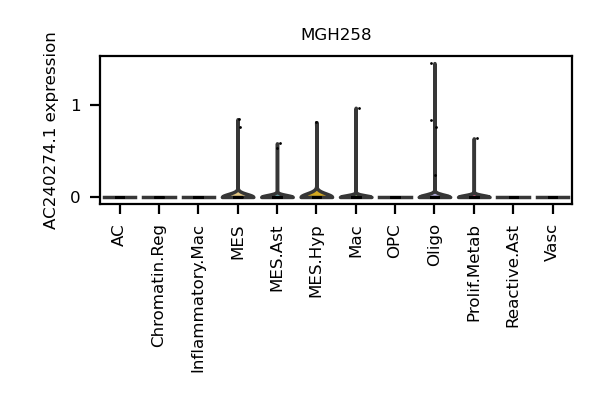 MGH258
AC240274.1 expression
1
0
AC
Chromatin.Reg
Inflammatory.Mac
MES
MES.Ast
MES.Hyp
Mac
OPC
Oligo
Prolif.Metab
Reactive.Ast
Vasc